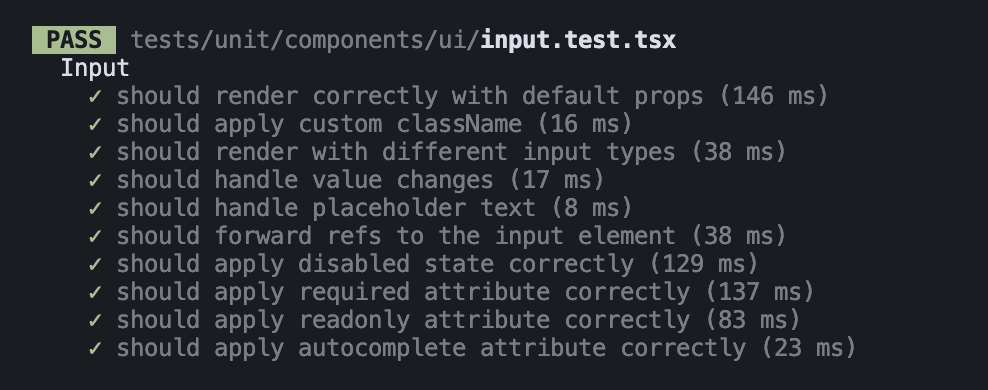 PASS tests/unit/components/ui/input.test.tsx
Input
✓ should render correctly with default props (146 ms)
✓ should apply custom className (16 ms)
✓ should render with different input types (38 ms)
✓ should handle value changes (17 ms)
✓ should handle placeholder text (8 ms)
✓ should forward refs to the input element (38 ms)
✓ should apply disabled state correctly (129 ms)
✓ should apply required attribute correctly (137 ms)
✓ should apply readonly attribute correctly (83 ms)
✓ should apply autocomplete attribute correctly (23 ms)